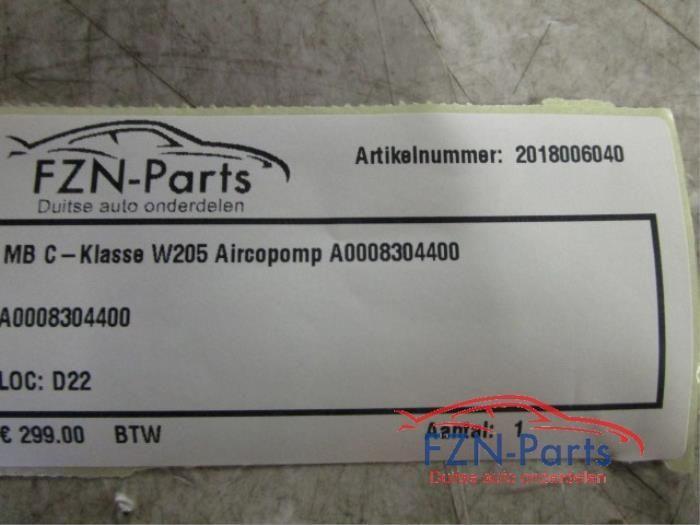 FZN-Parts
Duitse auto onderdelen
Artikelnummer: 2018006040
MB C-Klasse W205 Aircopomp A0008304400
A0008304400
LOC: D22
€ 299.00 BTW
Aantal: 1
FZN-Parts
Duitse auto onderdelen